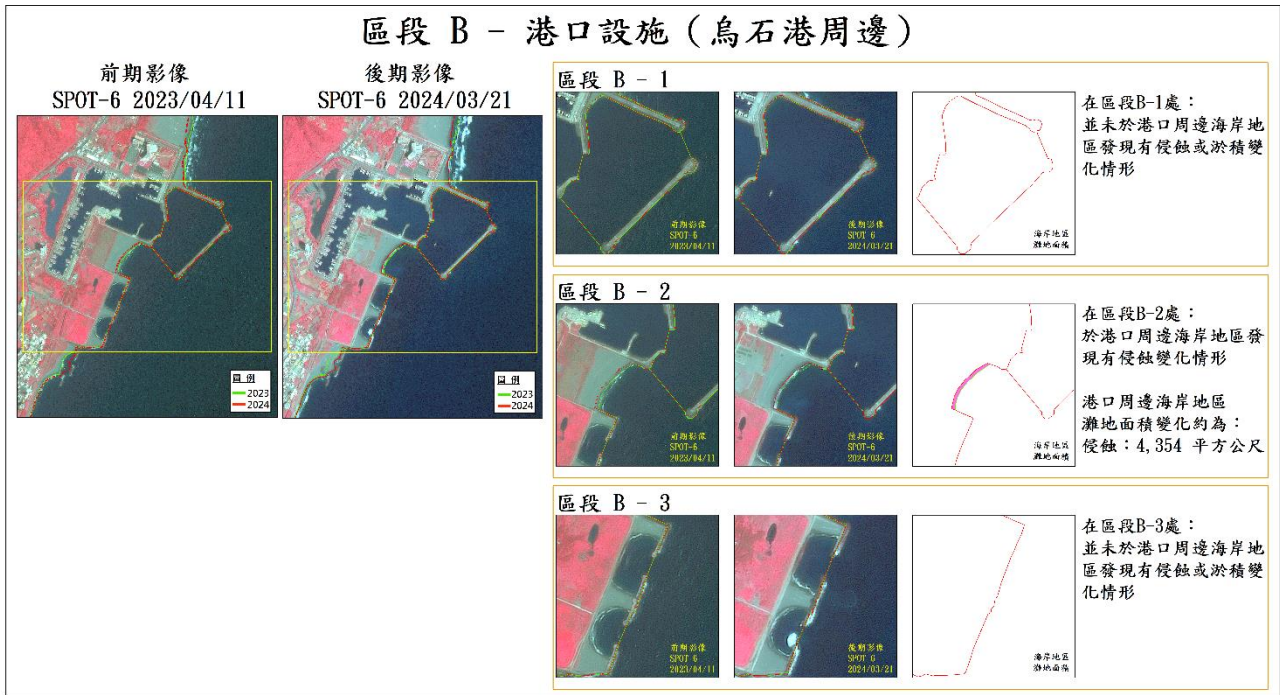 區段 B - 港口設施 (烏石港周邊)
前期影像
SPOT-6 2023/04/11
後期影像
SPOT-6 2024/03/21
圖例
2023
2024
圖例
2023
2024
區段 B - 1
前期影像
SPOT-6
2023/04/11
後期影像
SPOT 6
2024/03/21
海岸地區
灘地面積
在區段B-1處：
並未於港口周邊海岸地
區發現有侵蝕或淤積變
化情形
區段 B - 2
前期影像
SPOT-6
2023/04/11
後期影像
SPOT-6
2024/03/21
海岸地區
灘地面積
在區段B-2處：
於港口周邊海岸地區發
現有侵蝕變化情形
港口周邊海岸地區
灘地面積變化約為：
侵蝕：4,354 平方公尺
區段 B - 3
前期影像
SPOT-6
2023/04/11
後期影像
SPOT 6
2024/03/21
海岸地區
灘地面積
在區段B-3處：
並未於港口周邊海岸地
區發現有侵蝕或淤積變
化情形